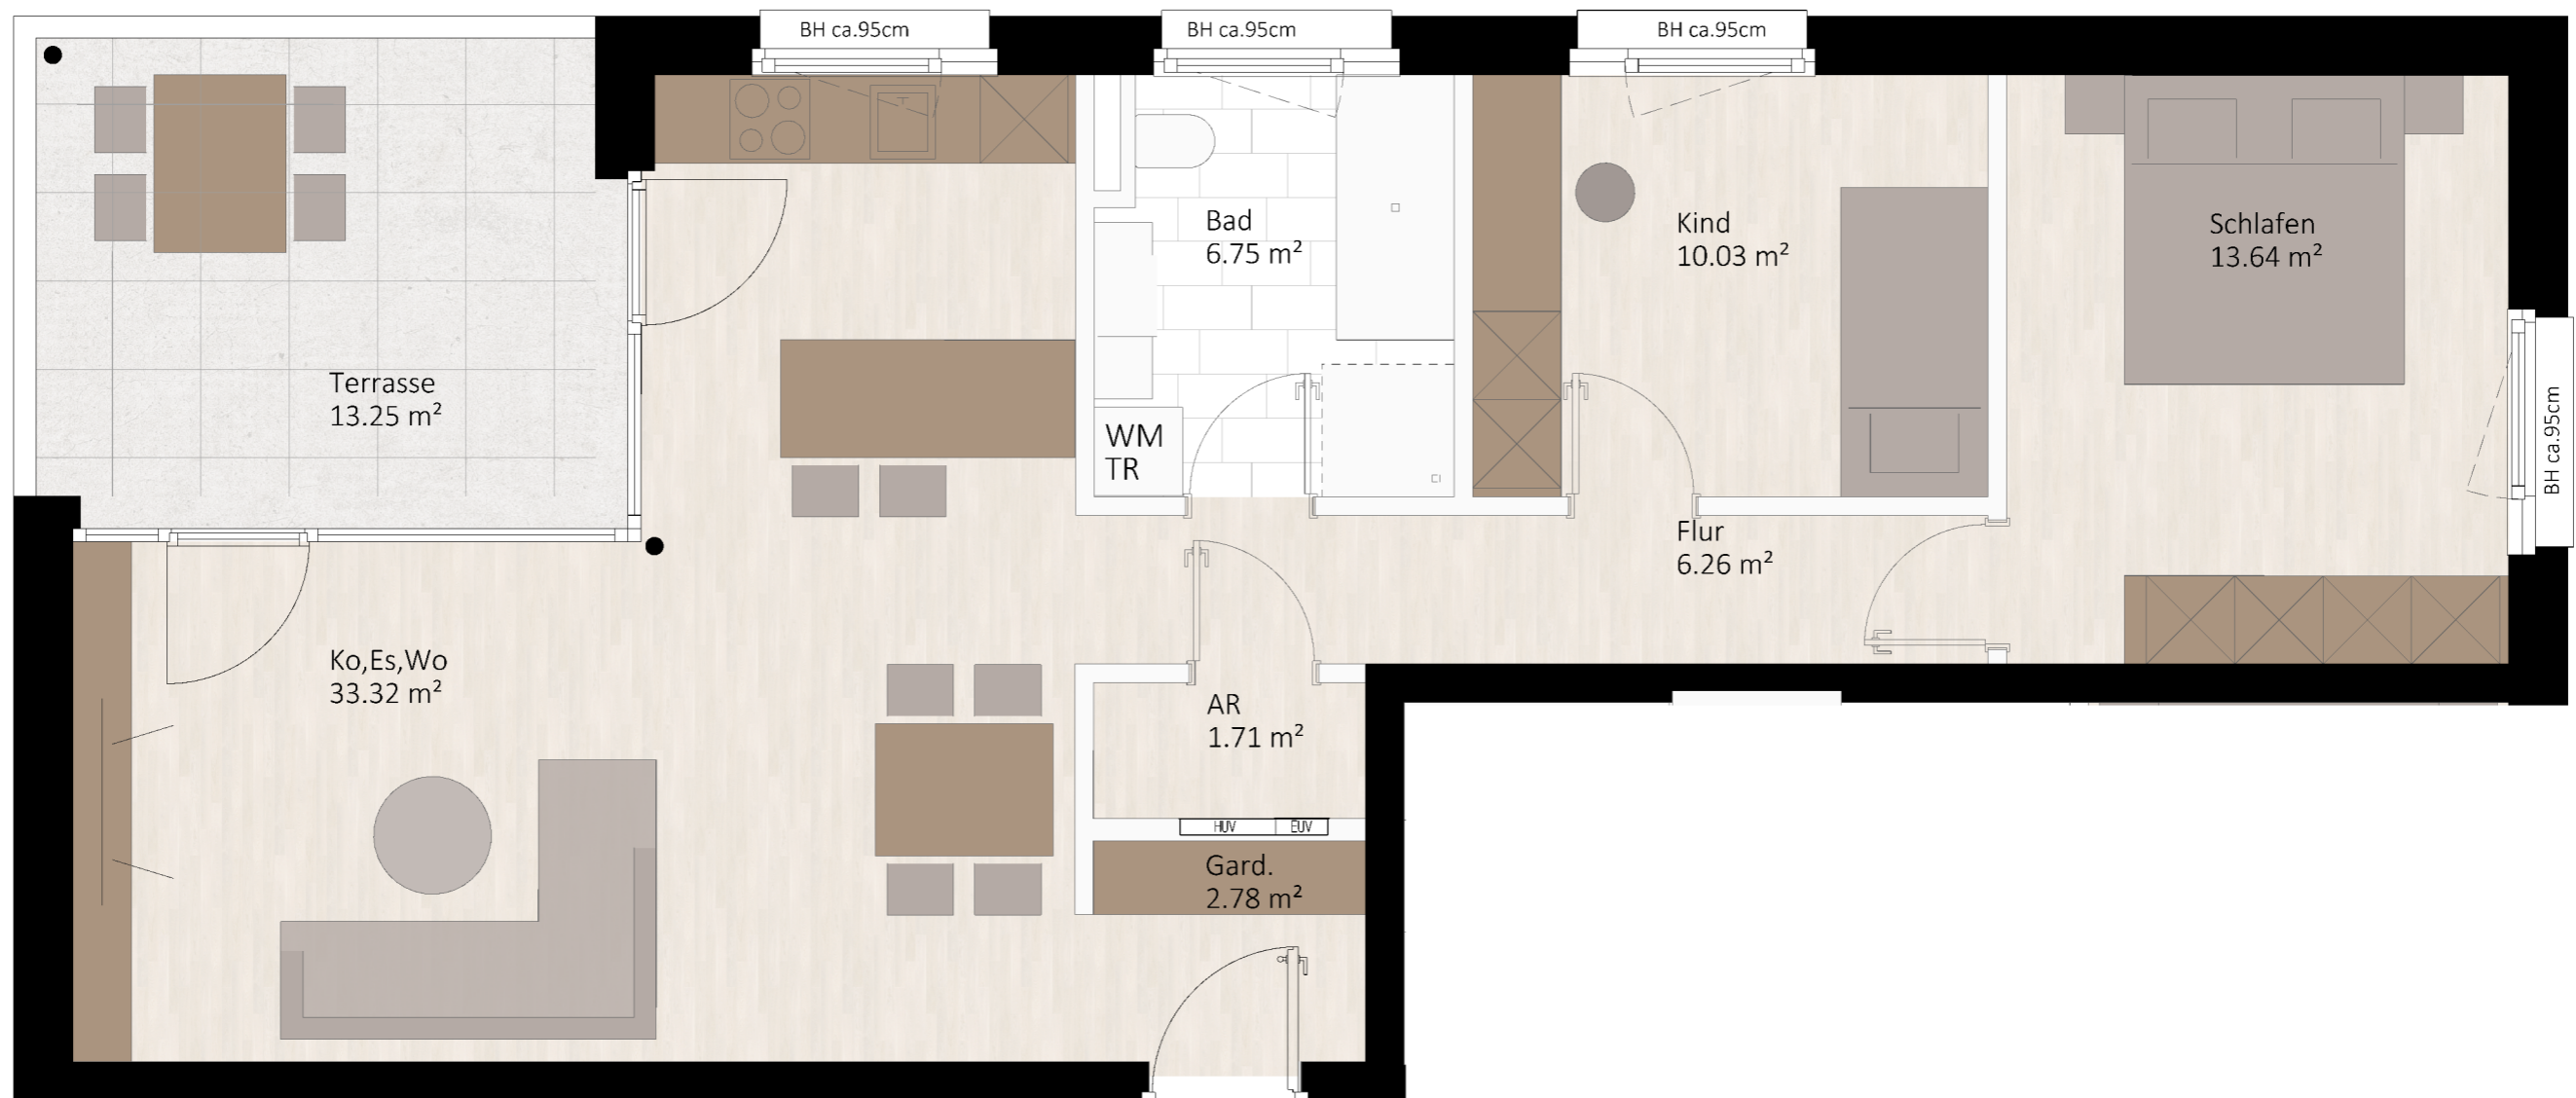 BH ca.95cm
BH ca.95cm
BH ca.95cm
Bad
6.75 m²
Kind
10.03 m²
Schlafen
13.64 m²
Terrasse
13.25 m²
WM
TR
BH ca.95cm
Flur
6.26 m²
Ko,Es,Wo
33.32 m²
AR
1.71 m²
HUV
EUV
Gard.
2.78 m²